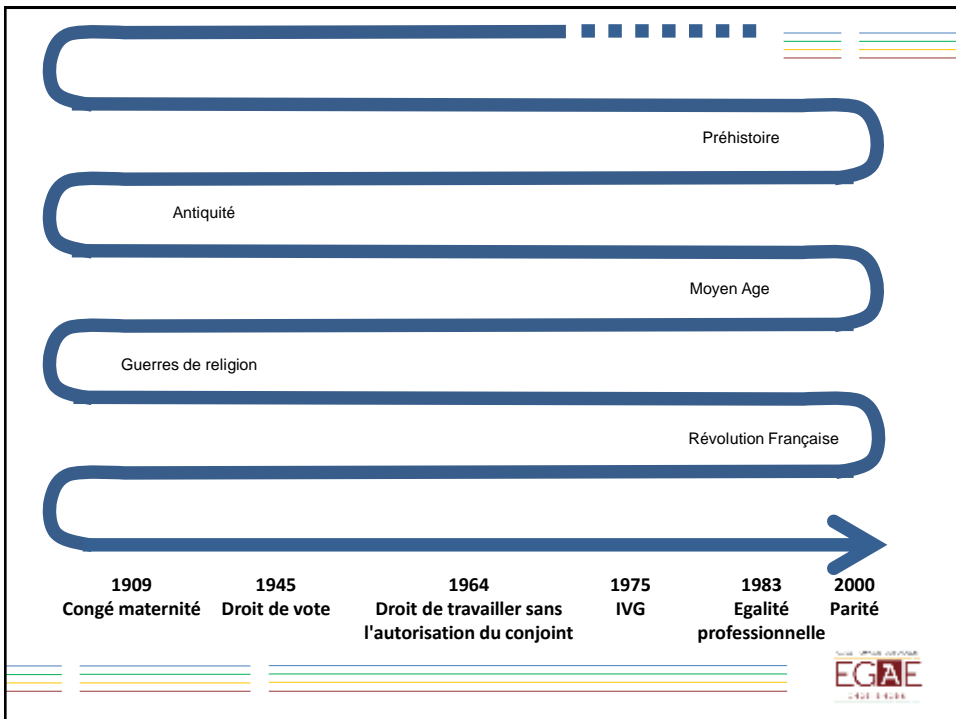 Préhistoire
Antiquité
Moyen Age
Guerres de religion
Révolution Française
1909
Congé maternité
1945
Droit de vote
1964
Droit de travailler sans
l'autorisation du conjoint
1975
IVG
1983
Egalité
professionnelle
2000
Parité
EGAE